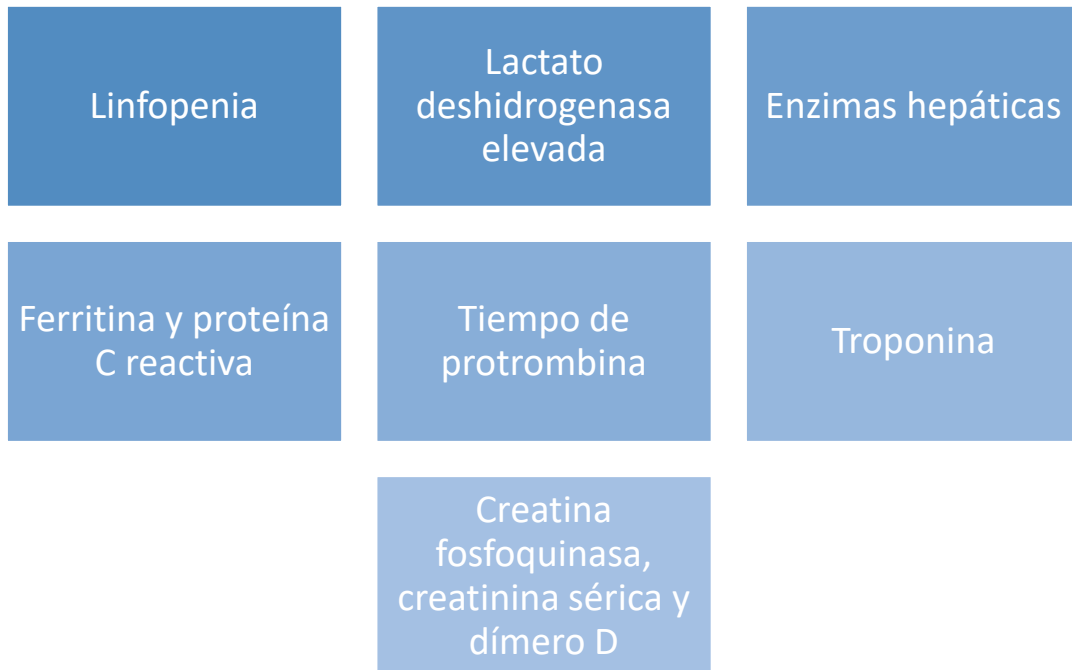 Linfopenia
Lactato
deshidrogenasa
elevada
Enzimas hepáticas
Ferritina y proteína
C reactiva
Tiempo de
protrombina
Troponina
Creatina
fosfoquinasa,
creatinina sérica y
dímero D